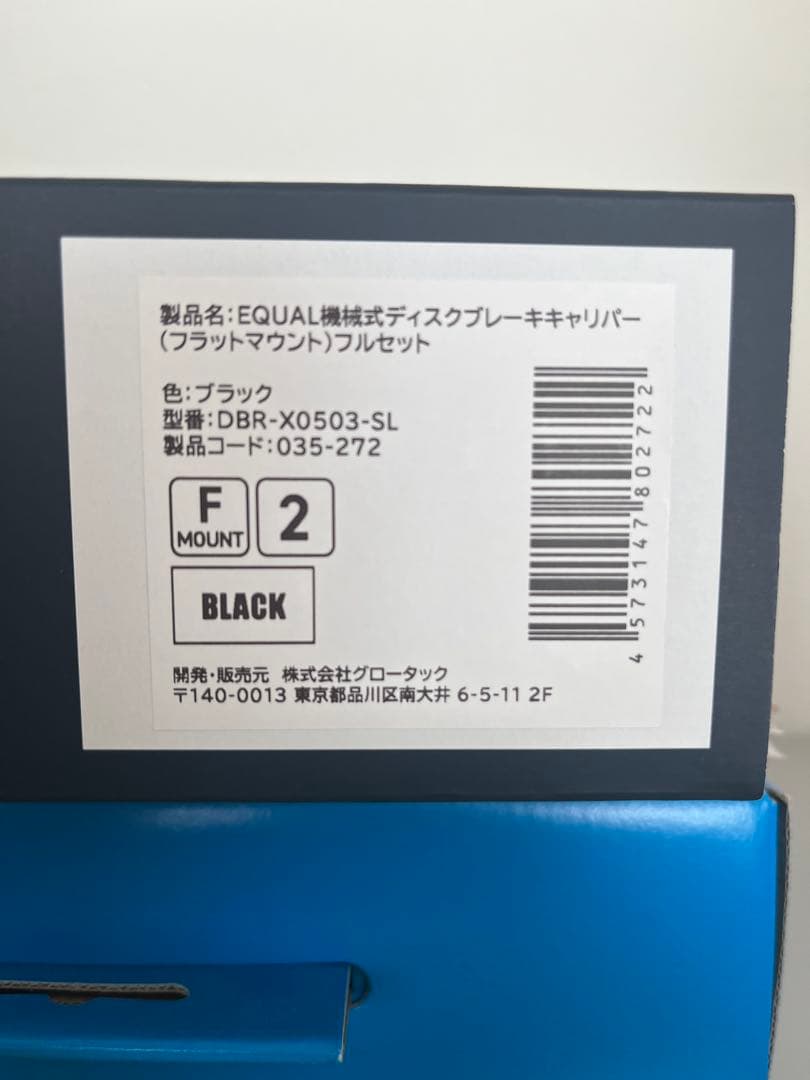 製品名:EQUAL機械式ディスクブレーキキャリパー
(フラットマウント)フルセット
色:ブラック
型番:DBR-X0503-SL
製品コード:035-272
F
MOUNT
2
BLACK
4573147802722
開発・販売元 株式会社グロータック
〒140-0013 東京都品川区南大井 6-5-11 2F